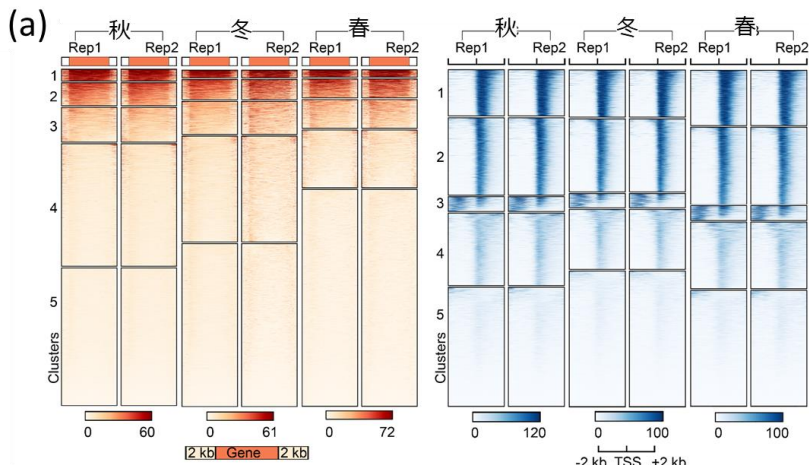 (a)
秋 冬 春 秋 冬 春
Rep1 Rep2 Rep1 Rep2 Rep1 Rep2 Rep1 Rep2 Rep1 Rep2 Rep1 Rep2
1
2
3
4
5
Clusters
0 60 0 61 0 72
2 kb Gene 2 kb
1
2
3
4
5
Clusters
0 120 0 100 0 100
-2 kb TSS +2 kb